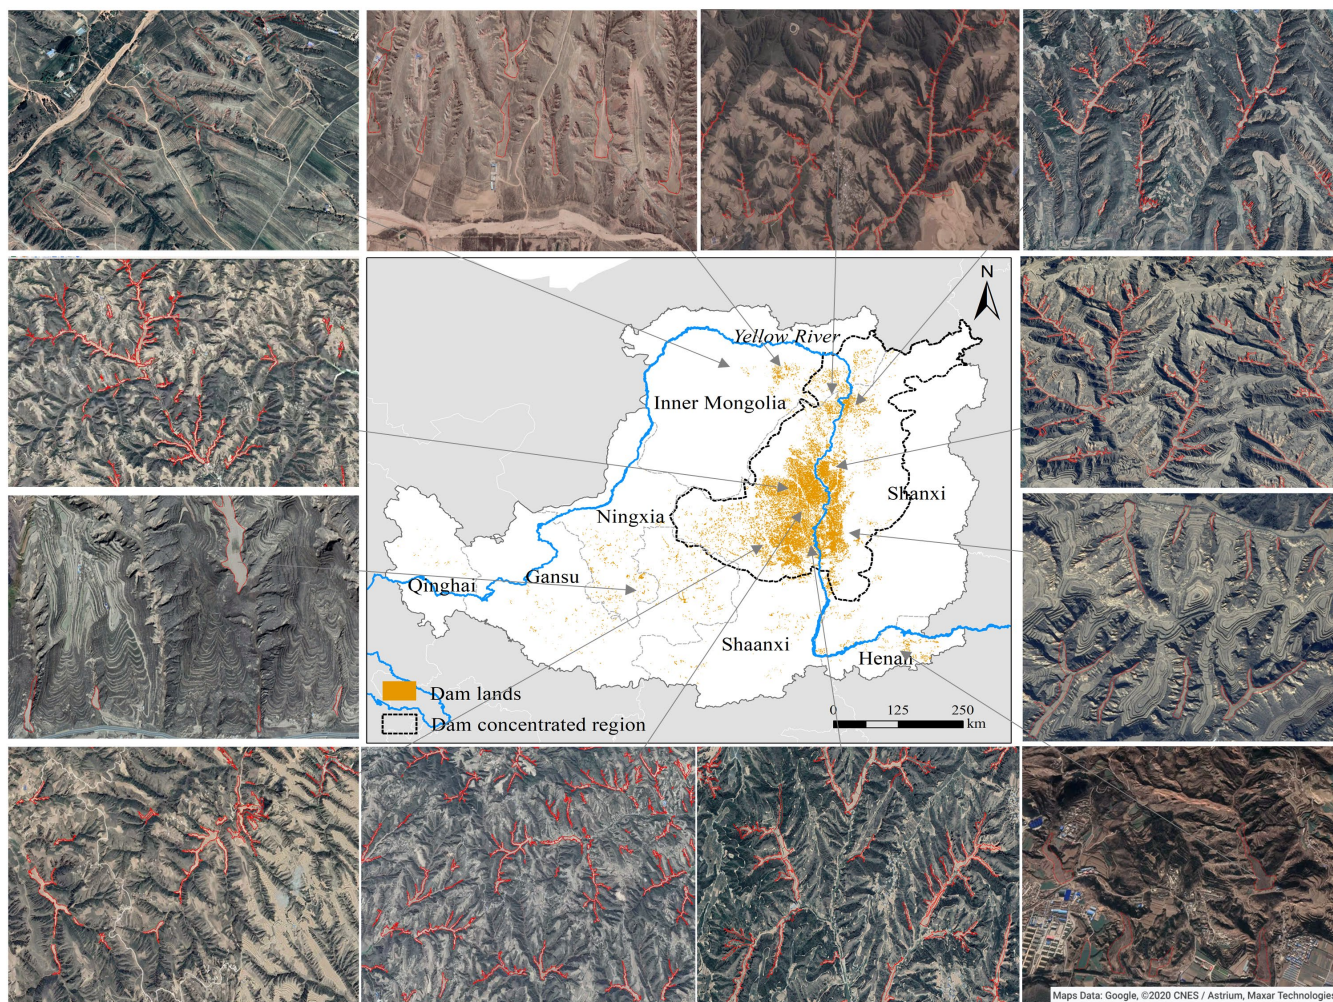 N
Yellow River
Inner Mongolia
Shanxi
Ningxia
Gansu
Qinghai
Shaanxi
Henan
Dam lands
Dam concentrated region
0 125 250
km
Maps Data: Google, ©2020 CNES / Astrium, Maxar Technologies